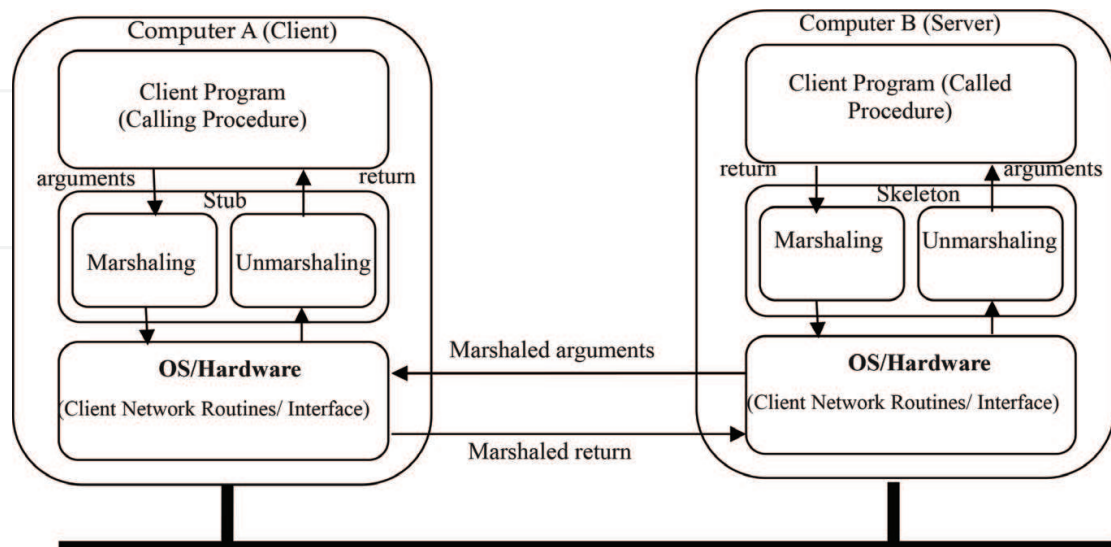 Computer A (Client)
Client Program
(Calling Procedure)
arguments
return
Stub
Marshaling
Unmarshaling
OS/Hardware
(Client Network Routines/ Interface)
Marshaled arguments
Marshaled return
Computer B (Server)
Client Program (Called
Procedure)
return
arguments
Skeleton
Marshaling
Unmarshaling
OS/Hardware
(Client Network Routines/ Interface)